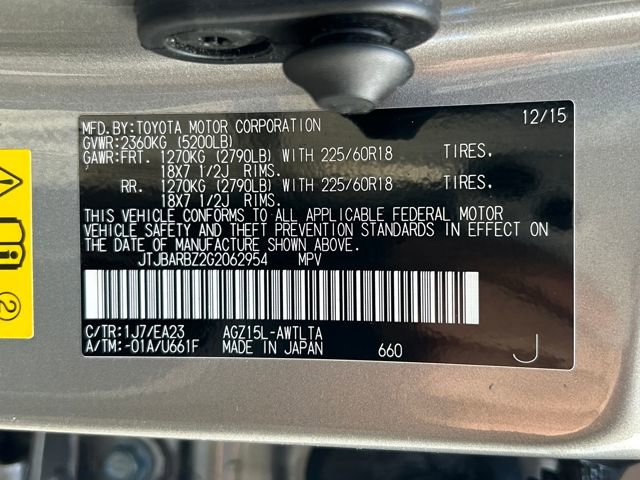 MFD.BY:TOYOTA MOTOR CORPORATION 12/15
GVWR:2360KG (5200LB)
GAWR:FRT. 1270KG (2790LB) WITH 225/60R18 TIRES.
18X7 1/2J RIMS.
RR. 1270KG (2790LB) WITH 225/60R18 TIRES.
18X7 1/2J RIMS.
THIS VEHICLE CONFORMS TO ALL APPLICABLE FEDERAL MOTOR
VEHICLE SAFETY AND THEFT PREVENTION STANDARDS IN EFFECT ON
THE DATE OF MANUFACTURE SHOWN ABOVE.
JTJBARBZ2G2062954 MPV
C/TR:1J7/EA23 AGZ15L-AWTLTA
A/TM:-01A/U661F MADE IN JAPAN 660 J
2